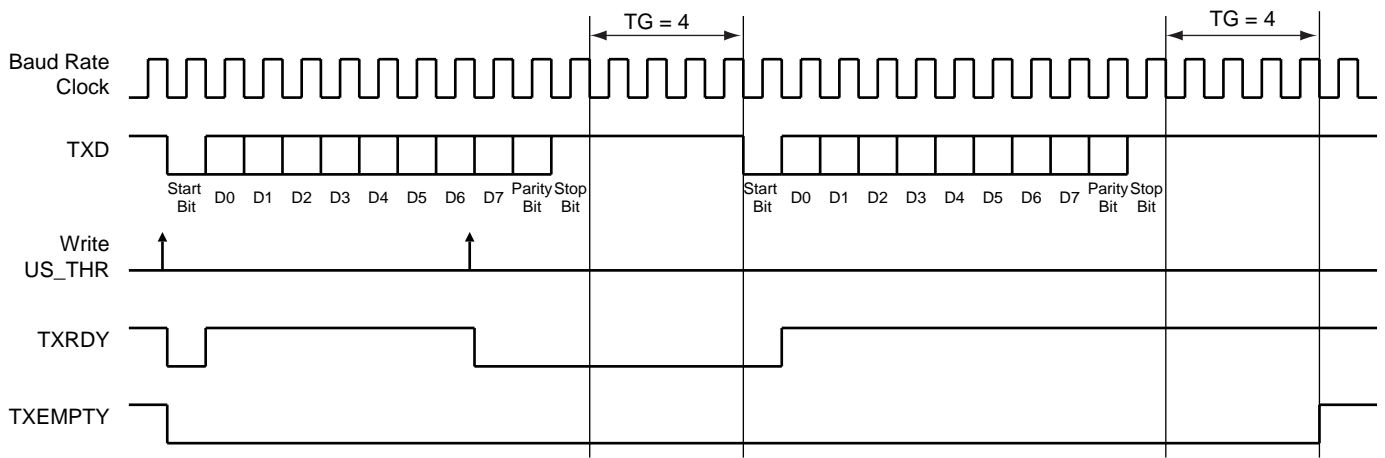 TG = 4
TG = 4
Baud Rate
Clock
TXD
Start
Bit
D0
D1
D2
D3
D4
D5
D6
D7
Parity
Bit
Stop
Bit
Start
Bit
D0
D1
D2
D3
D4
D5
D6
D7
Parity
Bit
Stop
Bit
Write
US_THR
TXRDY
TXEMPTY